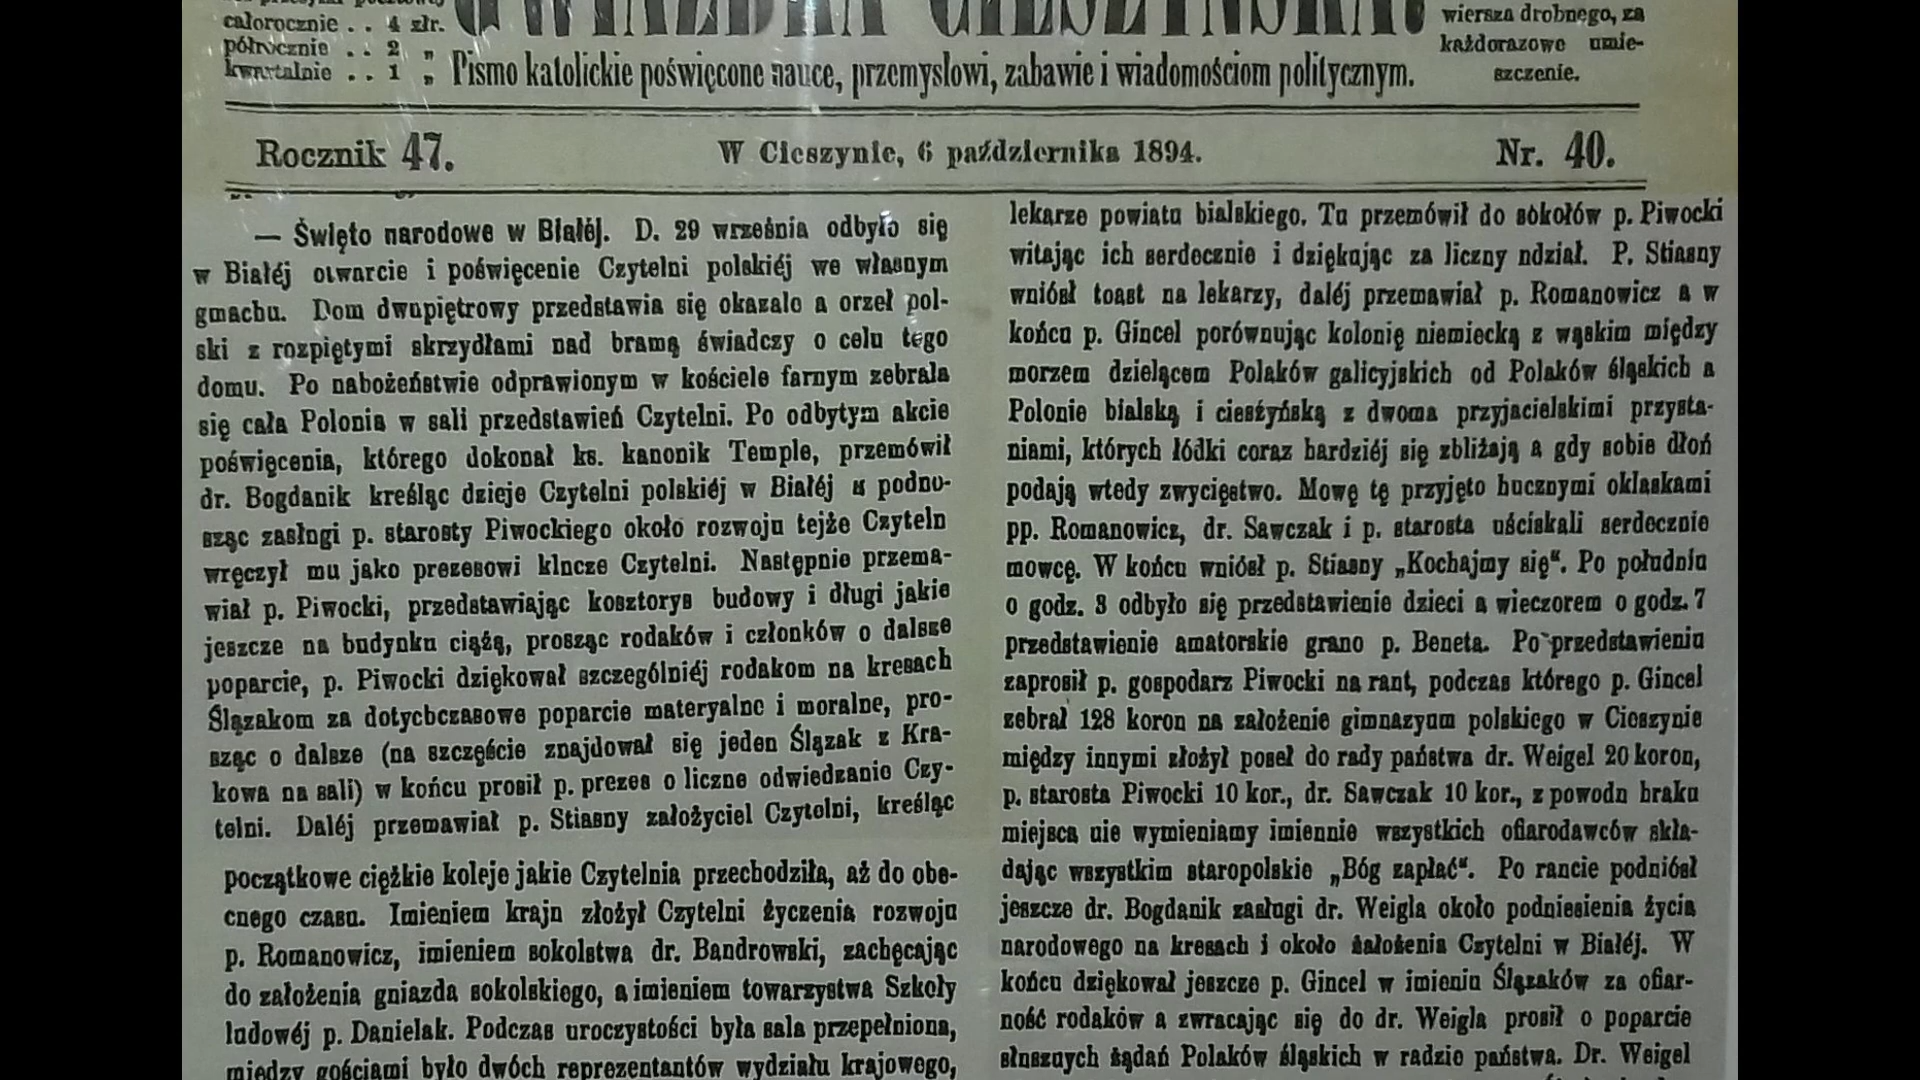 całorocznie . . 4 złr.
półrocznie . . 2 „
kwartalnie . . 1 „
GWIAZDKA CIESZYŃSKA.
wiersza drobnego, za
każdorazowe umie-
szczenie.
Pismo katolickie poświęcone nauce, przemysłowi, zabawie i wiadomościom politycznym.
Rocznik 47.
W Cieszynie, 6 października 1894.
Nr. 40.
— Święto narodowe w Białéj. D. 29 września odbyło się
w Białéj otwarcie i poświęcenie Czytelni polskiéj we własnym
gmachu. Dom dwupiętrowy przedstawia się okazale a orzeł pol-
ski z rozpiętymi skrzydłami nad bramą świadczy o celu tego
domu. Po nabożeństwie odprawionym w kościele farnym zebrała
się cała Polonia w sali przedstawień Czytelni. Po odbytym akcie
poświęcenia, którego dokonał ks. kanonik Temple, przemówił
dr. Bogdanik kreśląc dzieje Czytelni polskiéj w Białéj a podno-
sząc zasługi p. starosty Piwockiego około rozwoju tejże Czyteln
wręczył mu jako prezesowi klucze Czytelni. Następnie przema-
wiał p. Piwocki, przedstawiając kosztorys budowy i długi jakie
jeszcze na budynku ciążą, prosząc rodaków i członków o dalsze
poparcie, p. Piwocki dziękował szczególniéj rodakom na kresach
Ślązakom za dotychczasowe poparcie materyalne i moralne, pro-
sząc o dalsze (na szczęście znajdował się jeden Ślązak z Kra-
kowa na sali) w końcu prosił p. prezes o liczne odwiedzanie Czy-
telni. Daléj przemawiał p. Stiasny założyciel Czytelni, kreśląc
początkowe ciężkie koleje jakie Czytelnia przechodziła, aż do obe-
cnego czasu. Imieniem kraju złożył Czytelni życzenia rozwoju
p. Romanowicz, imieniem sokolstwa dr. Bandrowski, zachęcając
do założenia gniazda sokolskiego, a imieniem towarzystwa Szkoły
ludowéj p. Danielak. Podczas uroczystości była sala przepełniona,
między gośćiami było dwóch reprezentantów wydziału krajowego,
lekarze powiatu bialskiego. Tu przemówił do sokołów p. Piwocki
witając ich serdecznie i dziękując za liczny udział. P. Stiasny
wniósł toast na lekarzy, daléj przemawiał p. Romanowicz a w
końcu p. Gincel porównując kolonię niemiecką z wąskim między
morzem dzielącem Polaków galicyjskich od Polaków śląskich a
Polonie bialską i ciesżyńską z dwoma przyjacielskimi przysta-
niami, których łódki coraz bardziéj się zbliżają a gdy sobie dłoń
podają wtedy zwycięstwo. Mowę tę przyjęto hucznymi oklaskami
pp. Romanowicz, dr. Sawczak i p. starosta uściskali serdecznie
mowcę. W końcu wniósł p. Stiasny „Kochajmy się“. Po południu
o godz. 3 odbyło się przedstawienie dzieci a wieczorem o godz. 7
przedstawienie amatorskie grano p. Beneta. Po przedstawieniu
zaprosił p. gospodarz Piwocki na raut, podczas którego p. Gincel
zebrał 128 koron na założenie gimnazyum polskiego w Cieszynie
między innymi złożył poseł do rady państwa dr. Weigel 20 koron,
p. starosta Piwocki 10 kor., dr. Sawczak 10 kor., z powodu braku
miejsca nie wymieniamy imiennie wszystkich ofiarodawców skła-
dając wszystkim staropolskie „Bóg zapłać“. Po raucie podniósł
jeszcze dr. Bogdanik zasługi dr. Weigla około podniesienia życia
narodowego na kresach i około założenia Czytelni w Białéj. W
końcu dziękował jeszcze p. Gincel w imieniu Ślązaków za ofiar-
ność rodaków a zwracając się do dr. Weigla prosił o poparcie
słusznych żądań Polaków śląskich w radzie państwa. Dr. Weigel